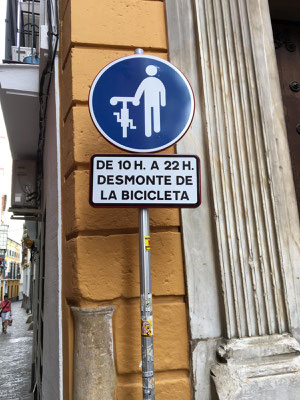 DE 10 H. A 22 H.
DESMONTE DE
LA BICICLETA